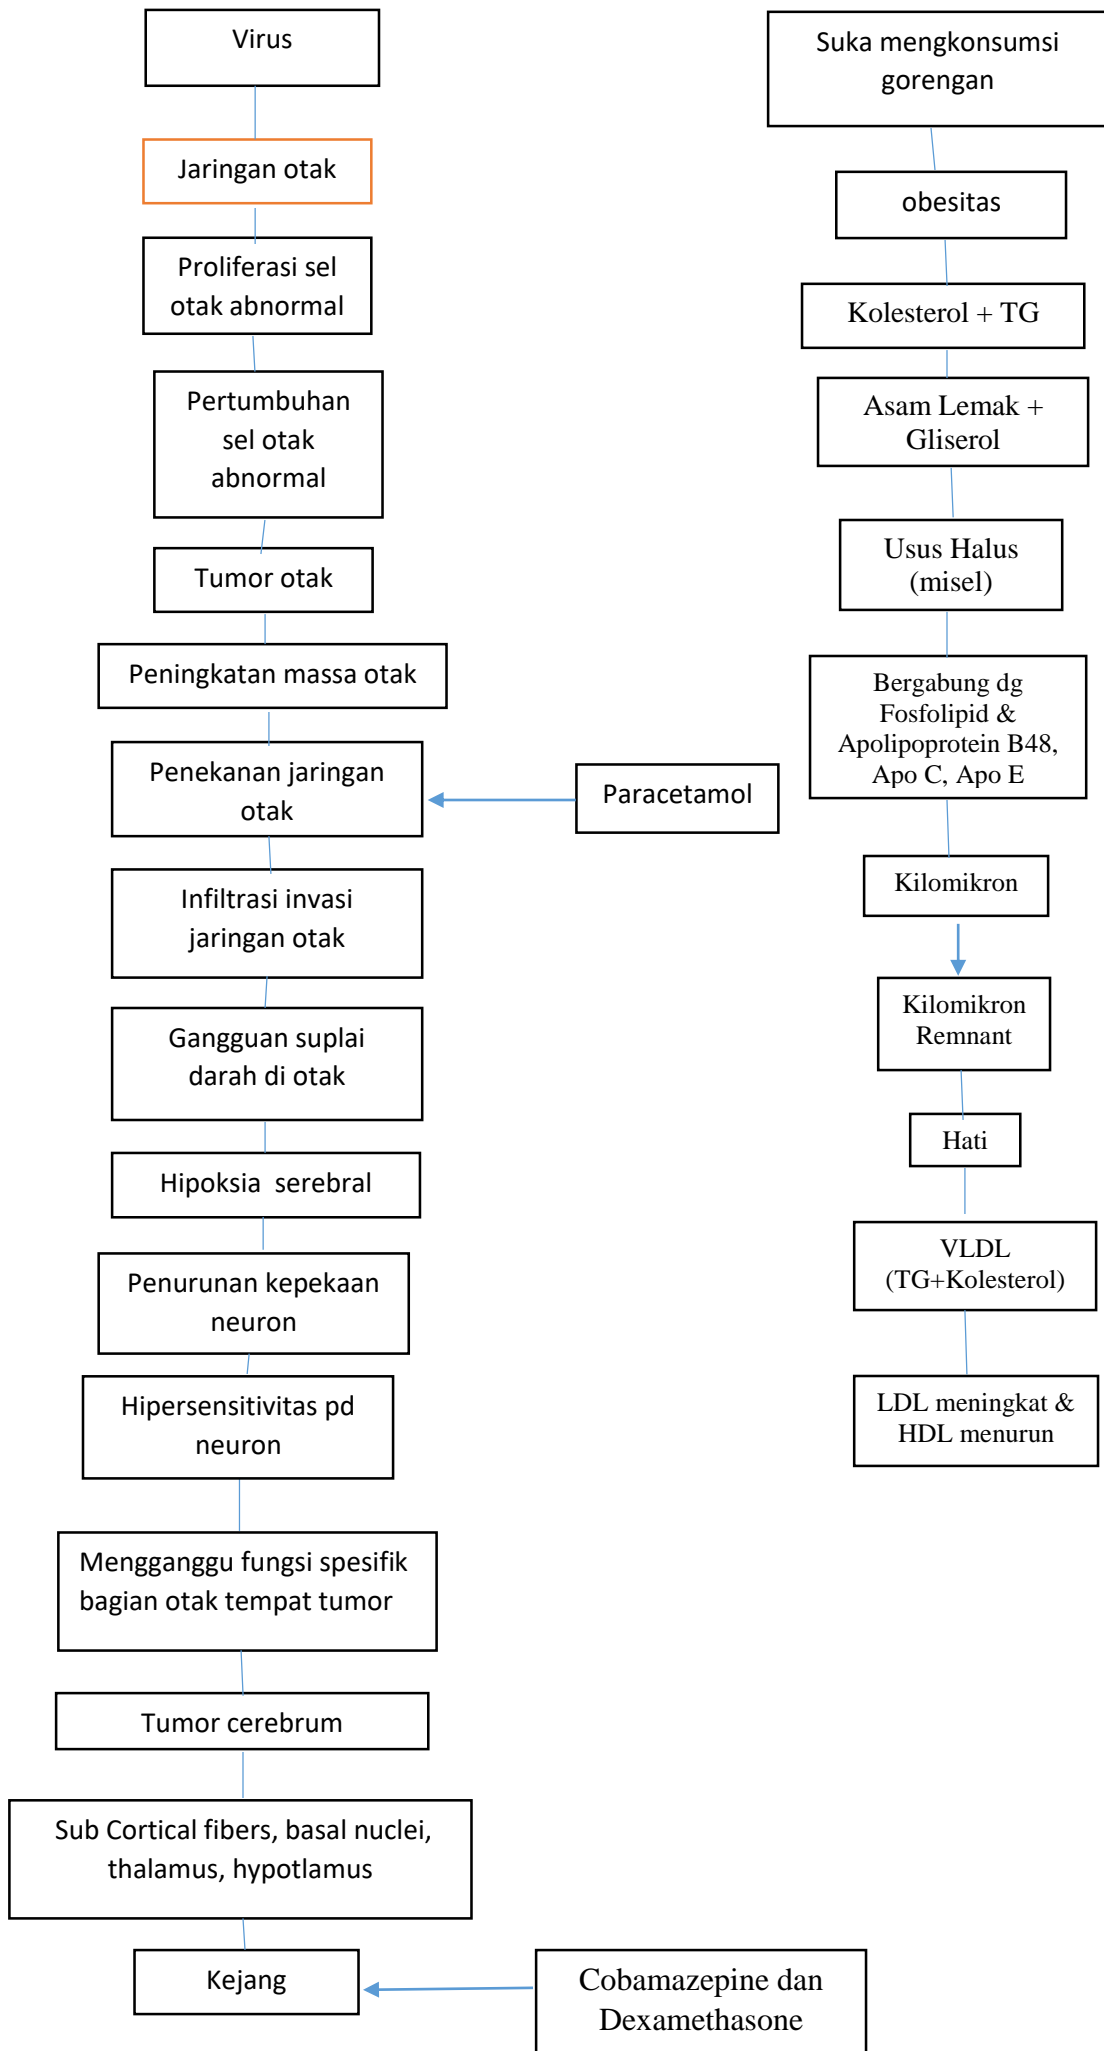 Virus
Jaringan otak
Proliferasi sel
otak abnormal
Pertumbuhan
sel otak
abnormal
Tumor otak
Peningkatan massa otak
Penekanan jaringan
otak
Paracetamol
Infiltrasi invasi
jaringan otak
Gangguan suplai
darah di otak
Hipoksia  serebral
Penurunan kepekaan
neuron
Hipersensitivitas pd
neuron
Mengganggu fungsi spesifik
bagian otak tempat tumor
Tumor cerebrum
Sub Cortical fibers, basal nuclei,
thalamus, hypotlamus
Kejang
Cobamazepine dan
Dexamethasone
Suka mengkonsumsi
gorengan
obesitas
Kolesterol + TG
Asam Lemak +
Gliserol
Usus Halus
(misel)
Bergabung dg
Fosfolipid &
Apolipoprotein B48,
Apo C, Apo E
Kilomikron
Kilomikron
Remnant
Hati
VLDL
(TG+Kolesterol)
LDL meningkat &
HDL menurun